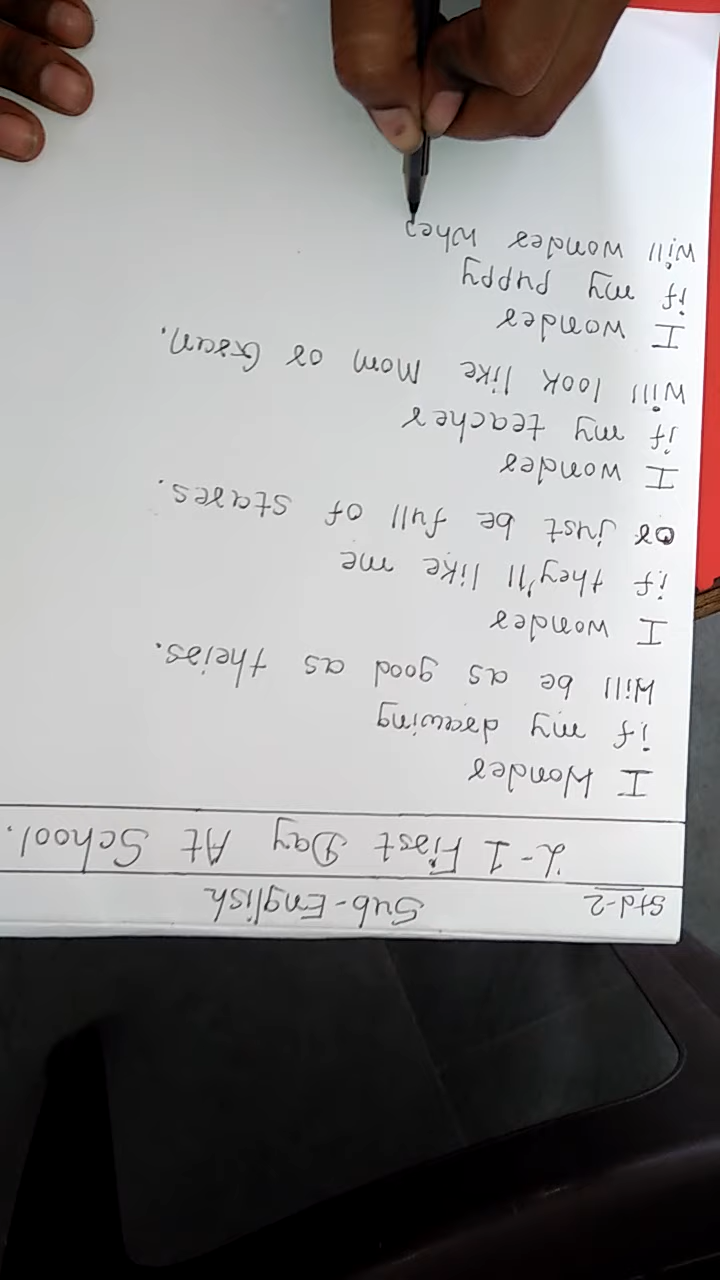 Std-2 Sub-English
L-1 First Day At School.
I Wonder
if my drawing
Will be as good as theirs.
I wonder
if they'll like me
or just be full of stares.
I wonder
if my teacher
will look like Mom or Gran.
I wonder
if my puppy
will wonder whe